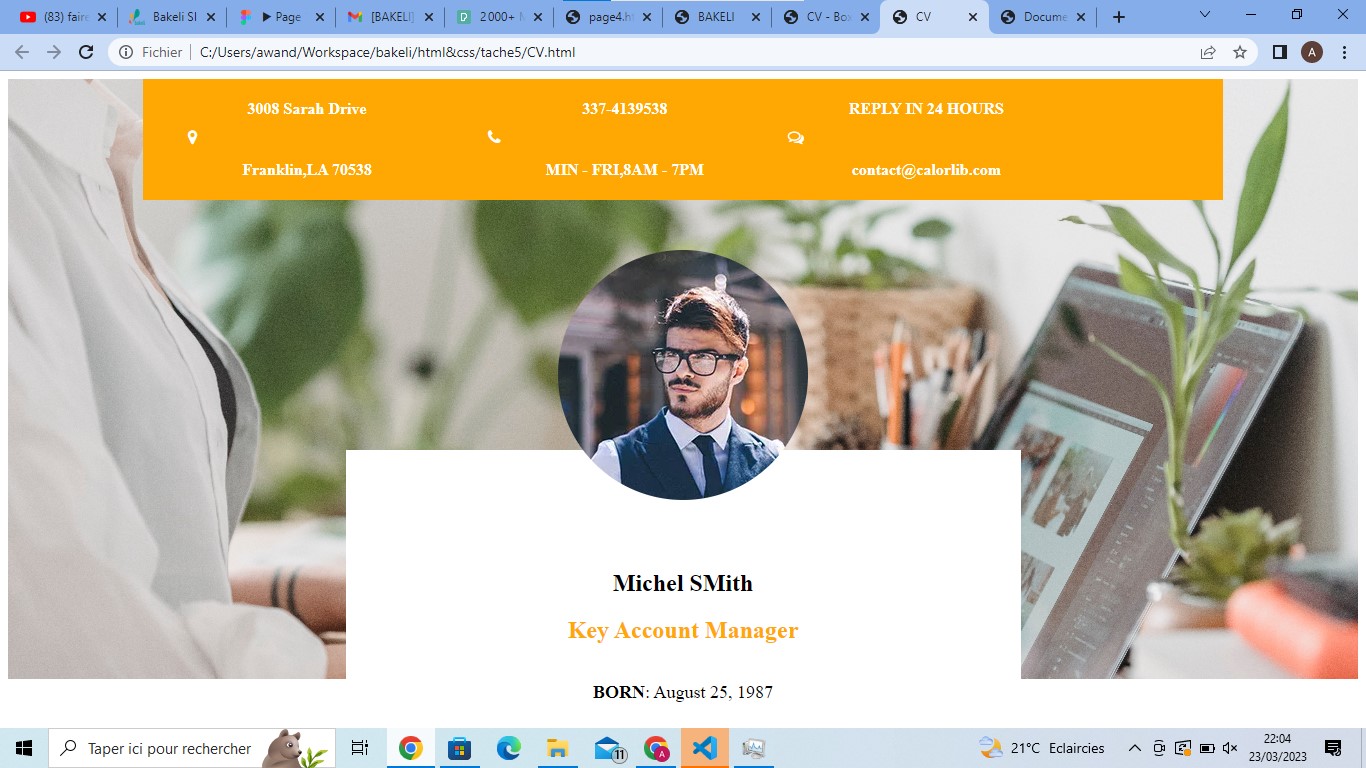 (83) faire
Bakeli Sl
Page
[BAKELI]
2000+
page4.ht
BAKELI
CV - Box
CV
Docume
Fichier
C:/Users/awand/Workspace/bakeli/html&css/tache5/CV.html
A
3008 Sarah Drive
337-4139538
REPLY IN 24 HOURS
Franklin,LA 70538
MIN - FRI,8AM - 7PM
contact@calorlib.com
Michel SMith
Key Account Manager
BORN: August 25, 1987
Taper ici pour rechercher
11
A
21°C Eclaircies
22:04
23/03/2023